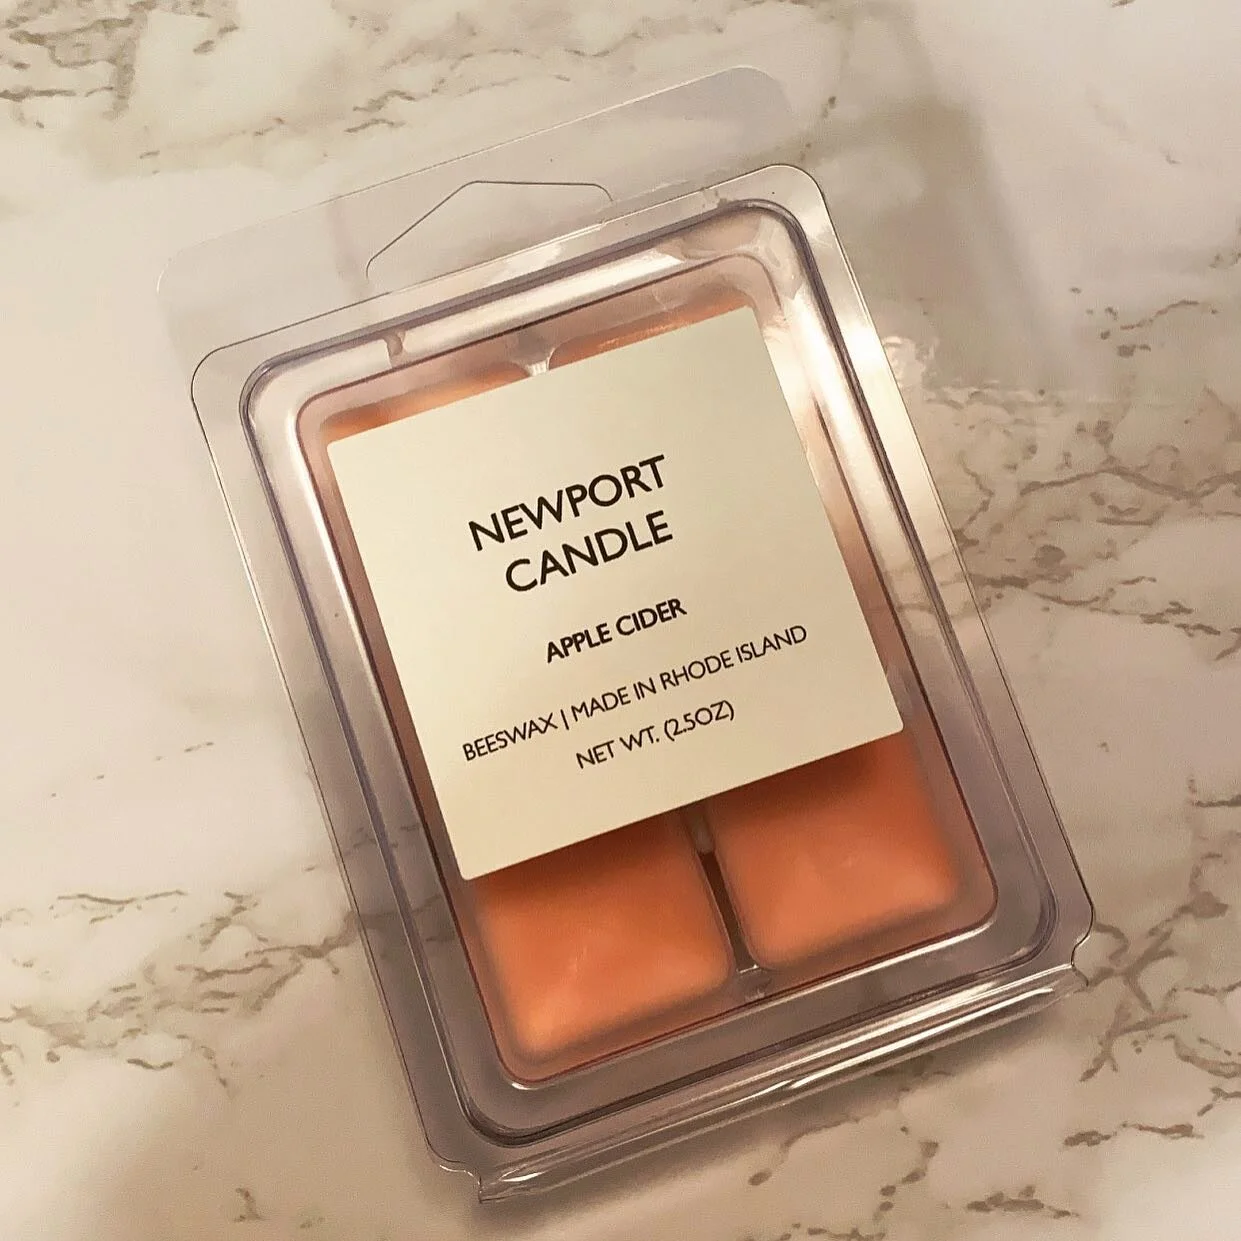 NEWPORT
CANDLE
APPLE CIDER
BEESWAX | MADE IN RHODE ISLAND
NET WT. (2.5OZ)